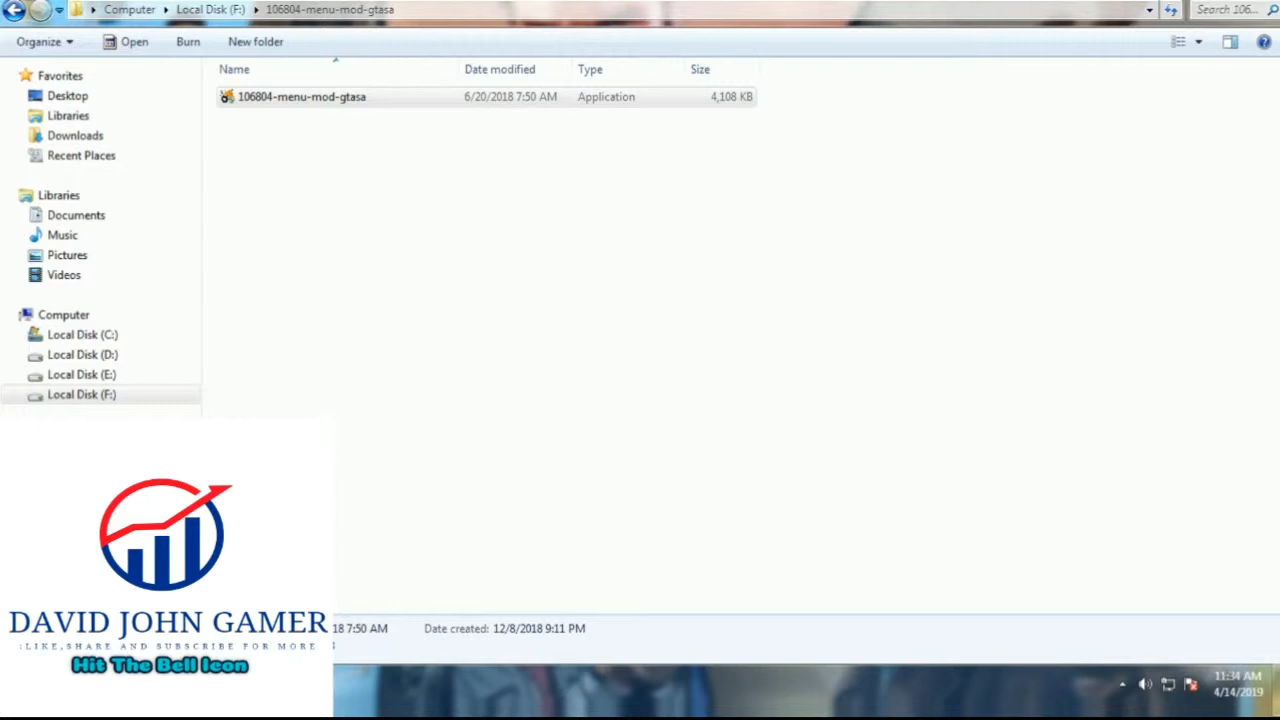 Computer Local Disk (F:) 106804-menu-mod-gtasa Search 106...
Organize Open Burn New folder
Name Date modified Type Size
106804-menu-mod-gtasa 6/20/2018 7:50 AM Application 4,108 KB
Favorites
Desktop
Libraries
Downloads
Recent Places
Libraries
Documents
Music
Pictures
Videos
Computer
Local Disk (C:)
Local Disk (D:)
Local Disk (E:)
Local Disk (F:)
DAVID JOHN GAMER
:LIKE,SHARE AND SUBSCRIBE FOR MORE
Hit The Bell Icon
18 7:50 AM Date created: 12/8/2018 9:11 PM
11:34 AM
4/14/2019